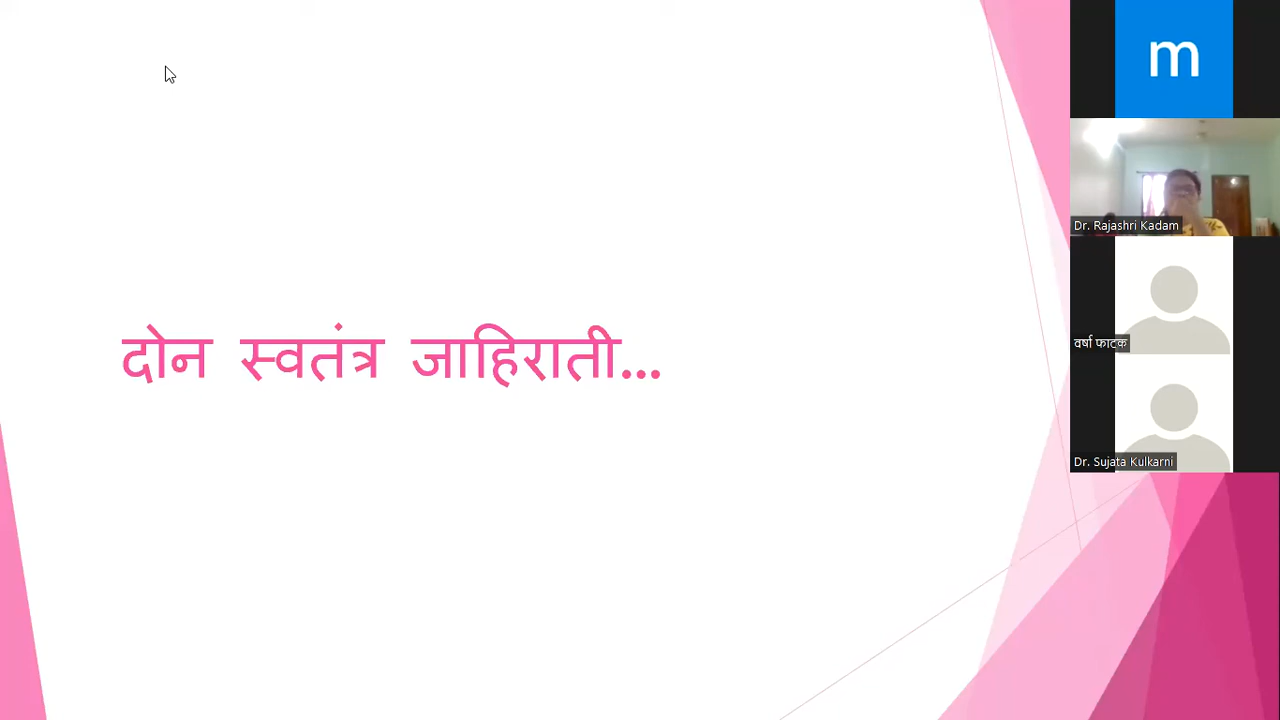 m
Dr. Rajashri Kadam
वर्षा फाटक
दोन स्वतंत्र जाहिराती...
Dr. Sujata Kulkarni